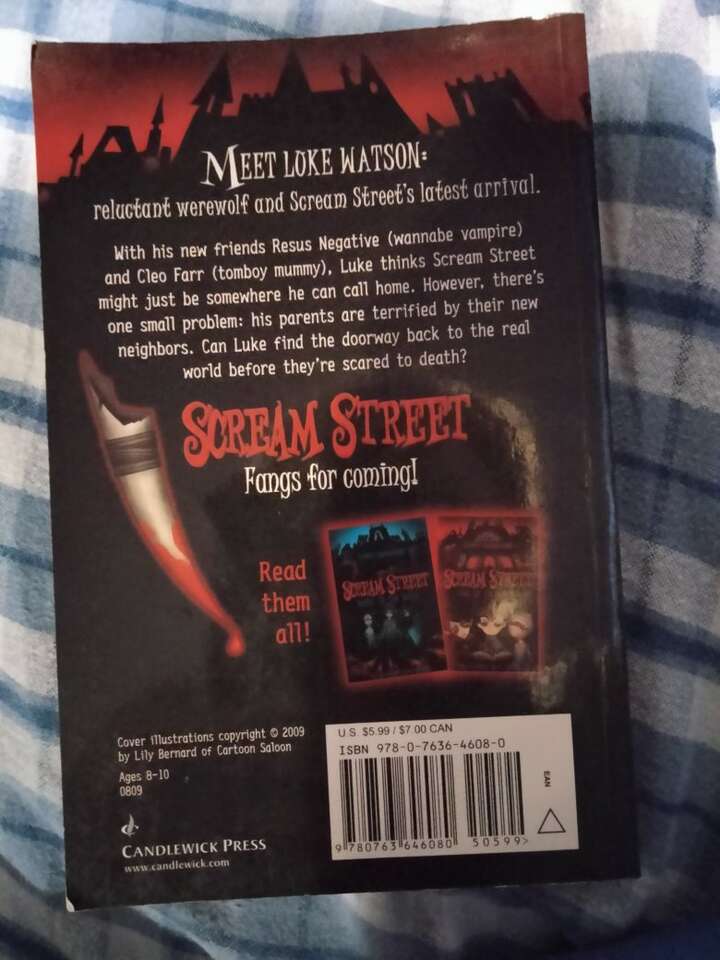 MEET LUKE WATSON:
reluctant werewolf and Scream Street's latest arrival.
With his new friends Resus Negative (wannabe vampire)
and Cleo Farr (tomboy mummy), Luke thinks Scream Street
might just be somewhere he can call home. However, there's
one small problem: his parents are terrified by their new
neighbors. Can Luke find the doorway back to the real
world before they're scared to death?
SCREAM STREET
Fangs for coming!
Read
them
all!
SCREAM STREET
SCREAM STREET
Cover illustrations copyright © 2009
by Lily Bernard of Cartoon Saloon
Ages 8-10
0809
CANDLEWICK PRESS
www.candlewick.com
U.S. $5.99 / $7.00 CAN
ISBN 978-0-7636-4608-0
EAN
9 780763 646080
50599>